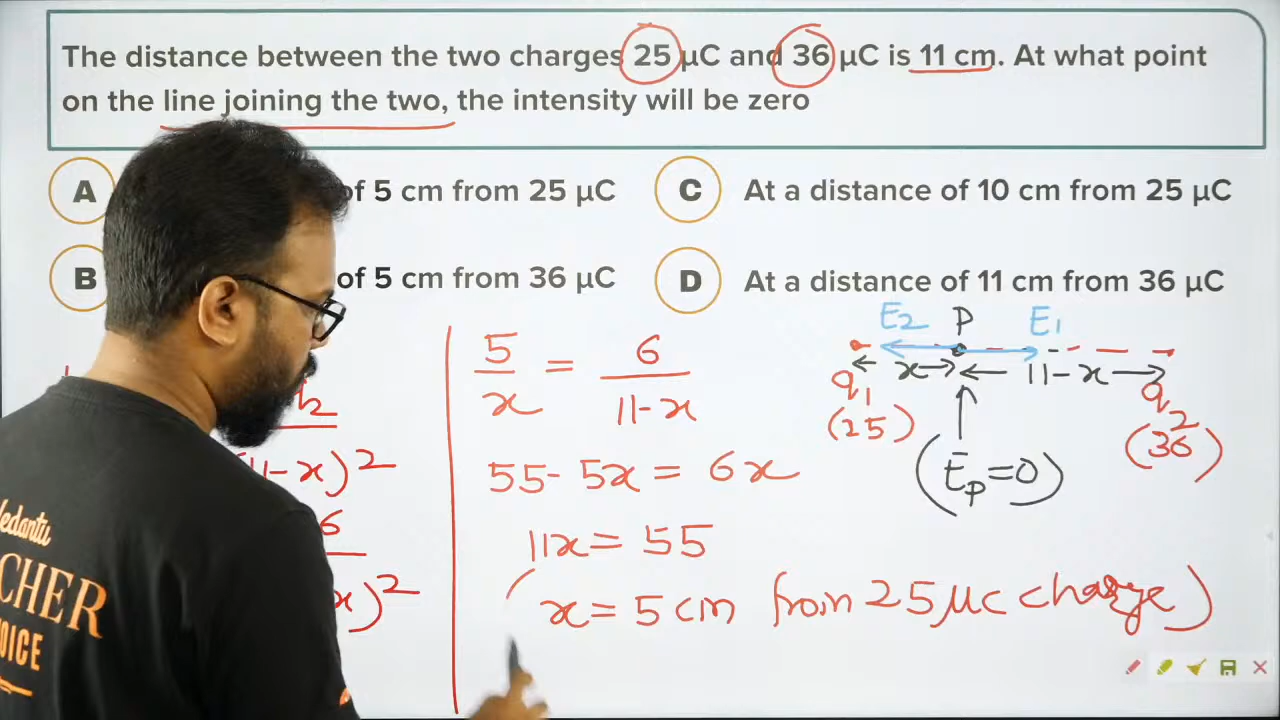 The distance between the two charges 25 μC and 36 μC is 11 cm. At what point
on the line joining the two, the intensity will be zero
A of 5 cm from 25 μC
C At a distance of 10 cm from 25 μC
B of 5 cm from 36 μC
D At a distance of 11 cm from 36 μC
E2 P E1
x 11-x
q1 q2
(25) (36)
(Ep=0)
-x)2
6
x)2
5/x = 6/11-x
55-5x = 6x
11x = 55
(x = 5 cm from 25 μc charge)
Vedantu